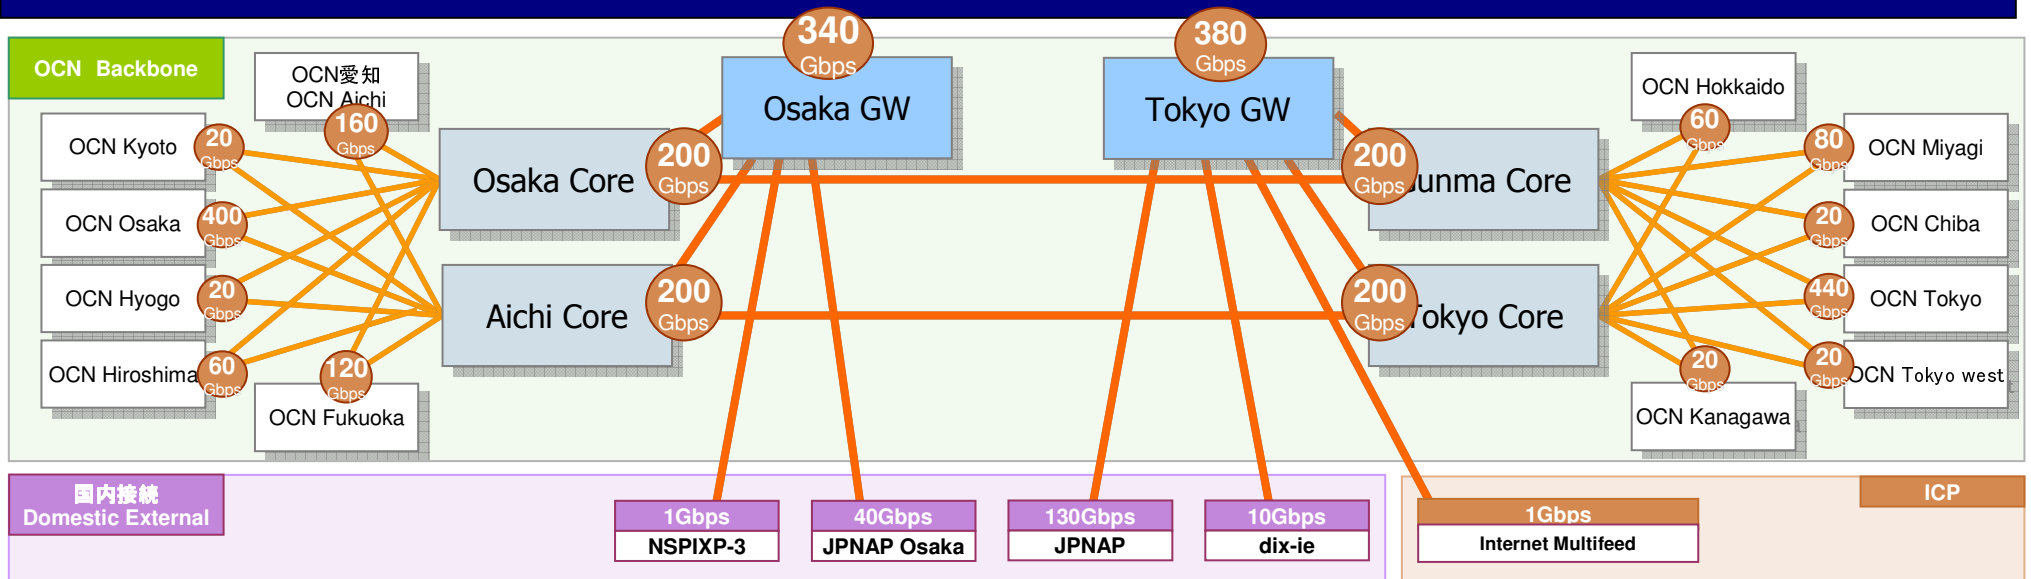 OCN Backbone
340
Gbps
Osaka GW
380
Gbps
Tokyo GW
OCN愛知
OCN Aichi
160
Gbps
OCN Kyoto
20
Gbps
OCN Osaka
400
Gbps
OCN Hyogo
20
Gbps
OCN Hiroshima
60
Gbps
120
Gbps
OCN Fukuoka
Osaka Core
200
Gbps
Aichi Core
200
Gbps
200
Gbps
unma Core
200
Gbps
Tokyo Core
OCN Hokkaido
60
Gbps
80
Gbps
OCN Miyagi
20
Gbps
OCN Chiba
440
Gbps
OCN Tokyo
20
Gbps
OCN Tokyo west
20
Gbps
OCN Kanagawa
国内接続
Domestic External
1Gbps
NSPIXP-3
40Gbps
JPNAP Osaka
130Gbps
JPNAP
10Gbps
dix-ie
ICP
1Gbps
Internet Multifeed